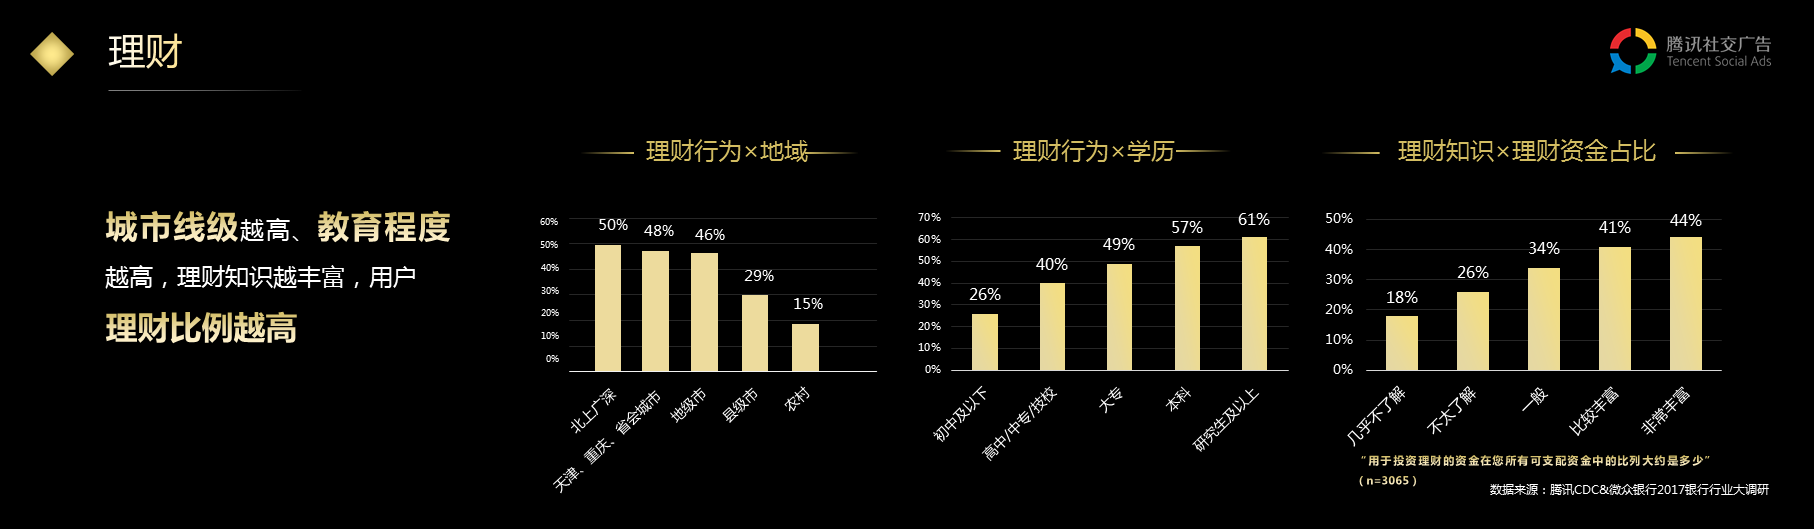 理财
腾讯社交广告
Tencent Social Ads
城市线级越高、教育程度
越高，理财知识越丰富，用户
理财比例越高
理财行为×地域
60%
50%
40%
30%
20%
10%
0%
50%
48%
46%
29%
15%
北上广深
天津、重庆、省会城市
地级市
县级市
农村
理财行为×学历
70%
60%
50%
40%
30%
20%
10%
0%
26%
40%
49%
57%
61%
初中及以下
高中/中专/技校
大专
本科
研究生及以上
理财知识×理财资金占比
50%
40%
30%
20%
10%
0%
18%
26%
34%
41%
44%
几乎不了解
不太了解
一般
比较丰富
非常丰富
“用于投资理财的资金在您所有可支配资金中的比列大约是多少”
（n=3065）
数据来源：腾讯CDC&微众银行2017银行行业大调研